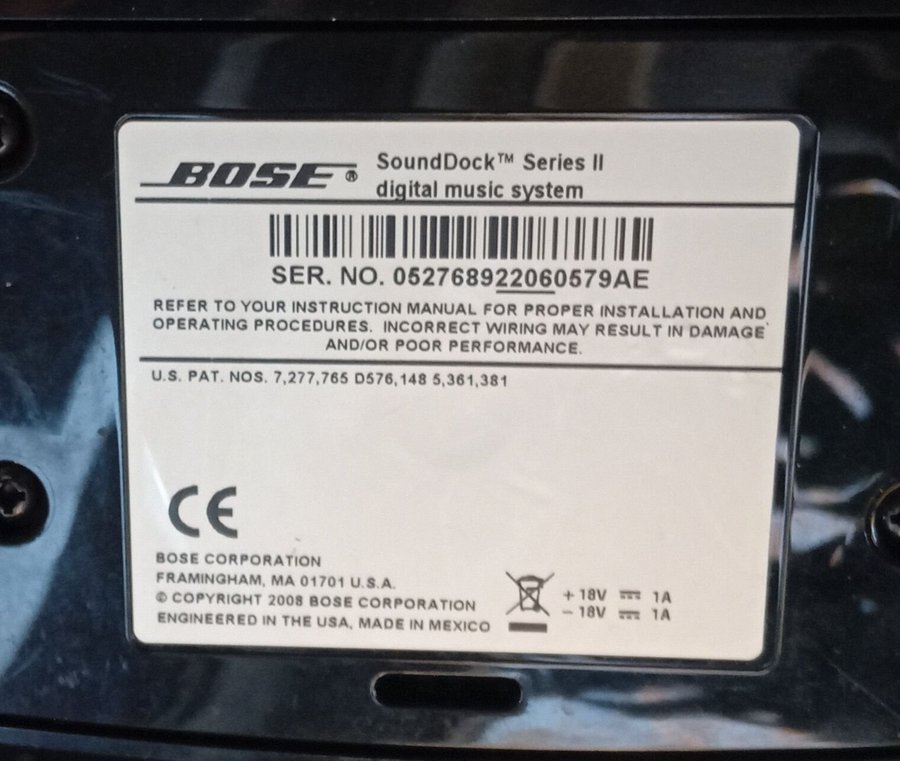 BOSE® SoundDock™ Series II
digital music system
SER. NO. 052768922060579AE
REFER TO YOUR INSTRUCTION MANUAL FOR PROPER INSTALLATION AND
OPERATING PROCEDURES. INCORRECT WIRING MAY RESULT IN DAMAGE
AND/OR POOR PERFORMANCE.
U.S. PAT. NOS. 7,277,765 D576,148 5,361,381
CE
BOSE CORPORATION
FRAMINGHAM, MA 01701 U.S.A.
© COPYRIGHT 2008 BOSE CORPORATION
ENGINEERED IN THE USA, MADE IN MEXICO
+ 18V ⎓ 1A
− 18V ⎓ 1A